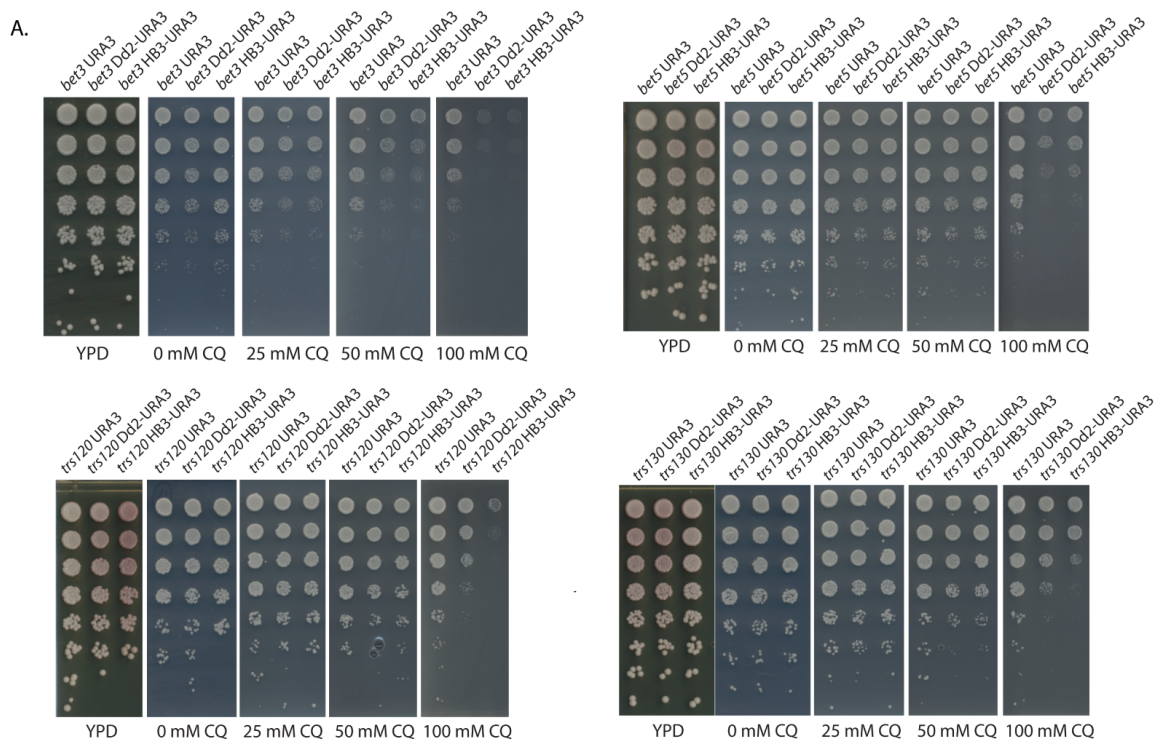 A.
bet3 URA3
bet3 Dd2-URA3
bet3 HB3-URA3
bet3 URA3
bet3 Dd2-URA3
bet3 HB3-URA3
bet3 URA3
bet3 Dd2-URA3
bet3 HB3-URA3
bet3 URA3
bet3 Dd2-URA3
bet3 HB3-URA3
bet3 URA3
bet3 Dd2-URA3
bet3 HB3-URA3
YPD
0 mM CQ
25 mM CQ
50 mM CQ
100 mM CQ
bet5 URA3
bet5 Dd2-URA3
bet5 HB3-URA3
bet5 URA3
bet5 Dd2-URA3
bet5 HB3-URA3
bet5 URA3
bet5 Dd2-URA3
bet5 HB3-URA3
bet5 URA3
bet5 Dd2-URA3
bet5 HB3-URA3
bet5 URA3
bet5 Dd2-URA3
bet5 HB3-URA3
YPD
0 mM CQ
25 mM CQ
50 mM CQ
100 mM CQ
trs120 URA3
trs120 Dd2-URA3
trs120 HB3-URA3
trs120 URA3
trs120 Dd2-URA3
trs120 HB3-URA3
trs120 URA3
trs120 Dd2-URA3
trs120 HB3-URA3
trs120 URA3
trs120 Dd2-URA3
trs120 HB3-URA3
trs120 URA3
trs120 Dd2-URA3
trs120 HB3-URA3
YPD
0 mM CQ
25 mM CQ
50 mM CQ
100 mM CQ
trs130 URA3
trs130 Dd2-URA3
trs130 HB3-URA3
trs130 URA3
trs130 Dd2-URA3
trs130 HB3-URA3
trs130 URA3
trs130 Dd2-URA3
trs130 HB3-URA3
trs130 URA3
trs130 Dd2-URA3
trs130 HB3-URA3
trs130 URA3
trs130 Dd2-URA3
trs130 HB3-URA3
YPD
0 mM CQ
25 mM CQ
50 mM CQ
100 mM CQ